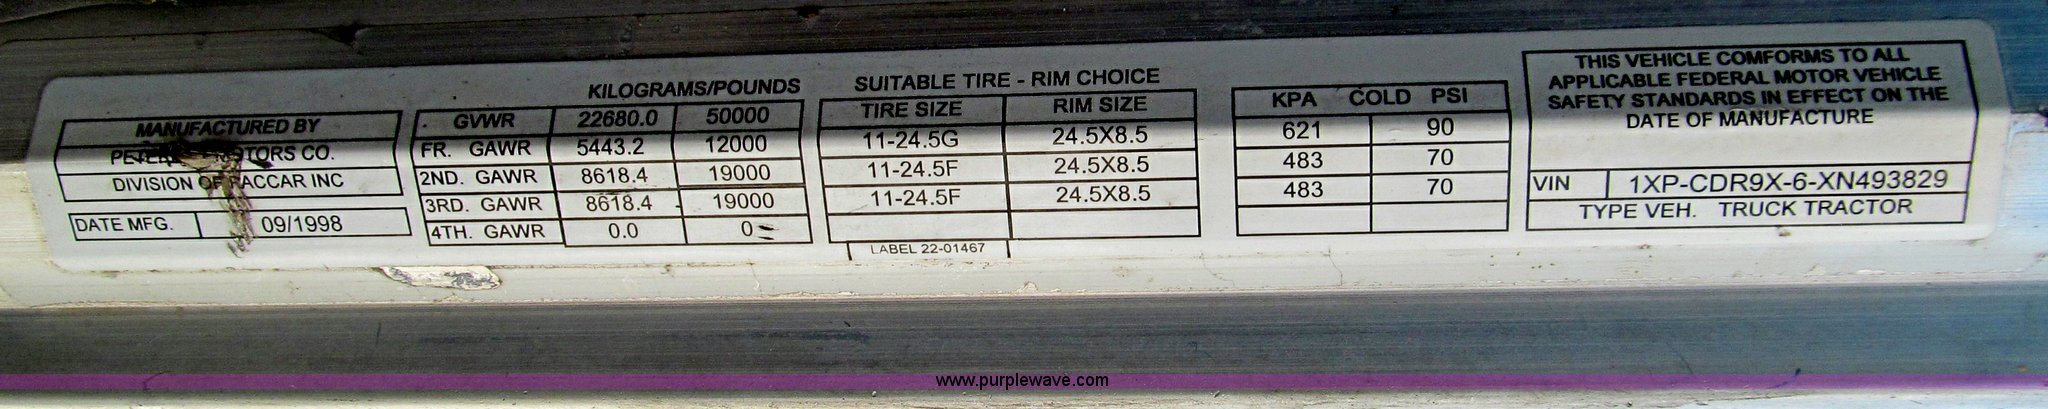 MANUFACTURED BY
MOTORS CO.
DIVISION OF PACCAR INC
DATE MFG. 09/1998
KILOGRAMS/POUNDS
GVWR 22680.0 50000
FR. GAWR 5443.2 12000
2ND. GAWR 8618.4 19000
3RD. GAWR 8618.4 19000
4TH. GAWR 0.0 0
SUITABLE TIRE - RIM CHOICE
TIRE SIZE RIM SIZE
11-24.5G 24.5X8.5
11-24.5F 24.5X8.5
11-24.5F 24.5X8.5
LABEL 22-01467
KPA COLD PSI
621 90
483 70
483 70
THIS VEHICLE COMFORMS TO ALL
APPLICABLE FEDERAL MOTOR VEHICLE
SAFETY STANDARDS IN EFFECT ON THE
DATE OF MANUFACTURE
VIN 1XP-CDR9X-6-XN493829
TYPE VEH. TRUCK TRACTOR
www.purplewave.com